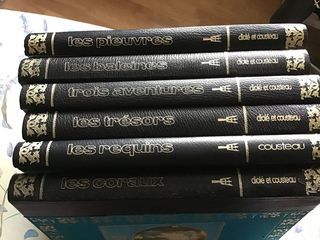 les pieuvres diolé et cousteau
les baleines diolé et cousteau
trois aventures diolé et cousteau
les trésors diolé et cousteau
les requins cousteau
les coraux diolé et cousteau